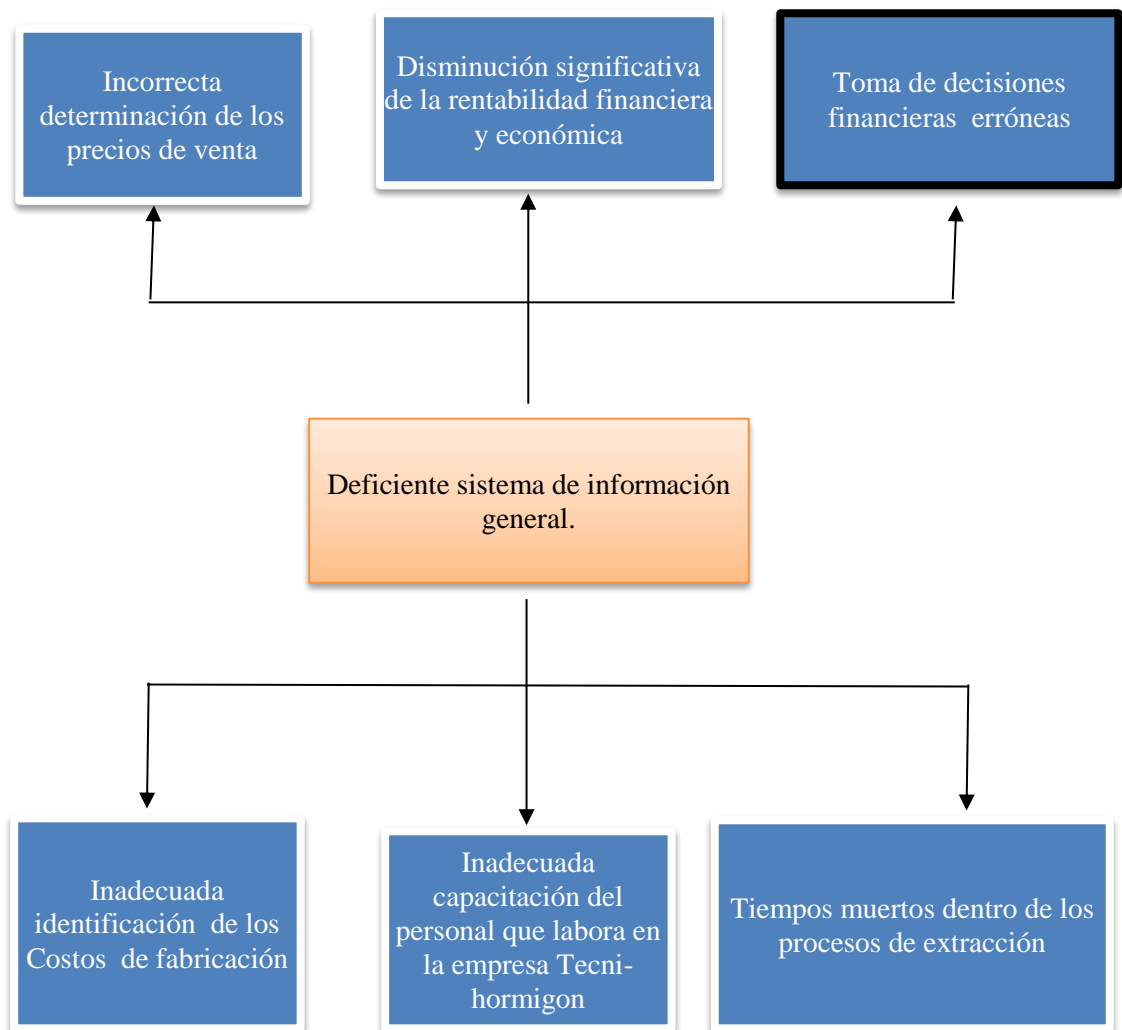 Incorrecta
determinación de los
precios de venta
Disminución significativa
de la rentabilidad financiera
y económica
Toma de decisiones
financieras erróneas
Deficiente sistema de información
general.
Inadecuada
identificación de los
Costos de fabricación
Inadecuada
capacitación del
personal que labora en
la empresa Tecni-
hormigon
Tiempos muertos dentro de los
procesos de extracción